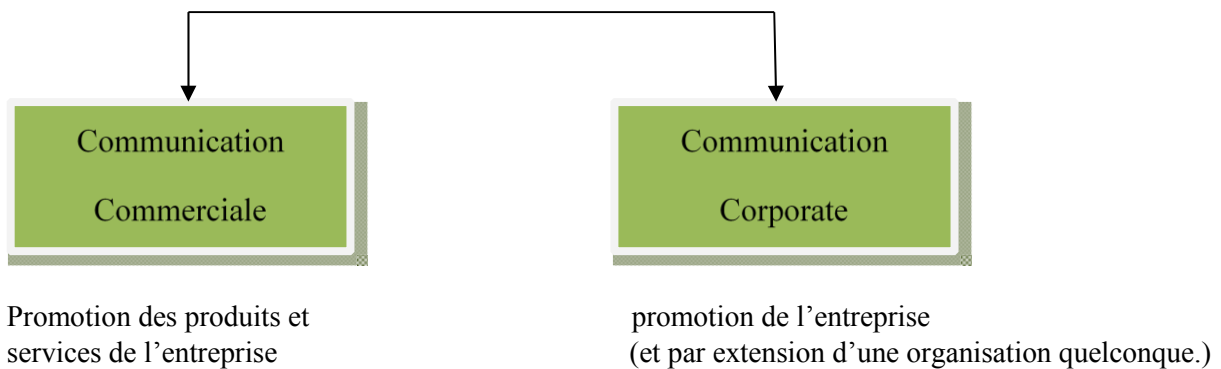 Communication
Commerciale
Communication
Corporate
Promotion des produits et
services de l’entreprise
promotion de l’entreprise
(et par extension d’une organisation quelconque.)